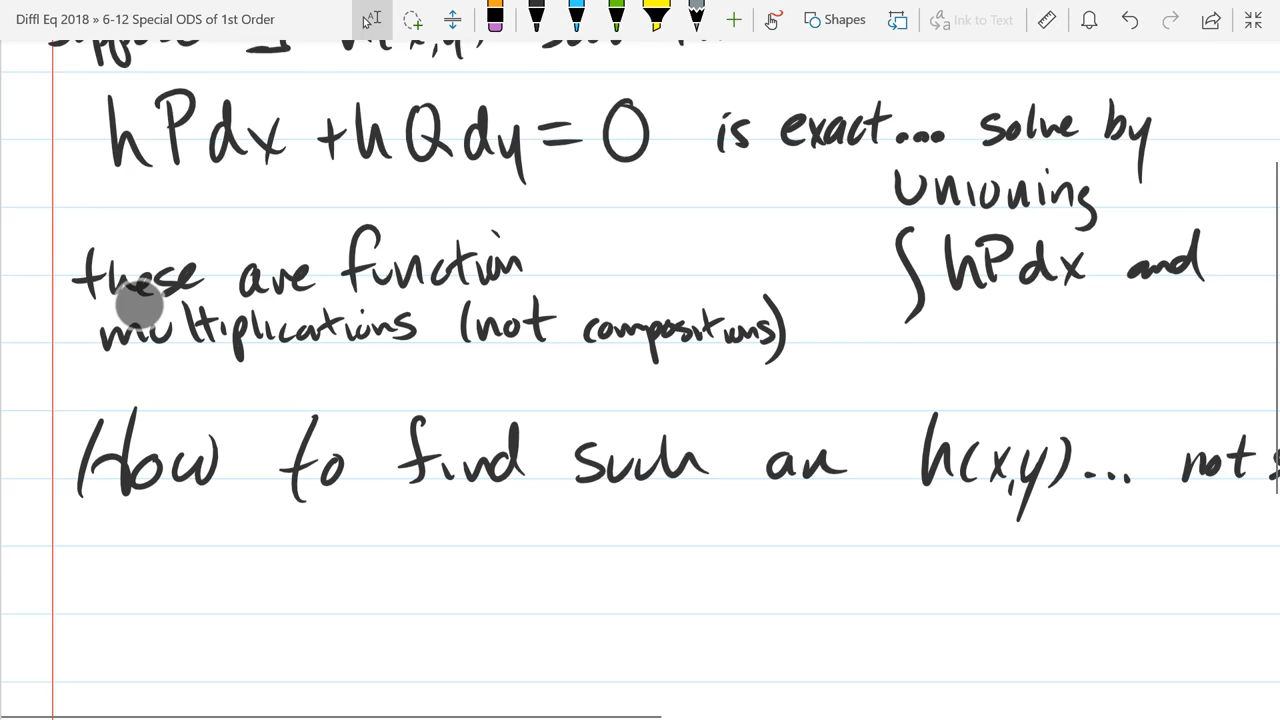 Diffl Eq 2018 » 6-12 Special ODS of 1st Order
Shapes
Ink to Text
hPdx + hQdy = 0 is exact... solve by
unioning
these are function
∫hPdx and
multiplications (not compositions)
How to find such an h(x,y)... not